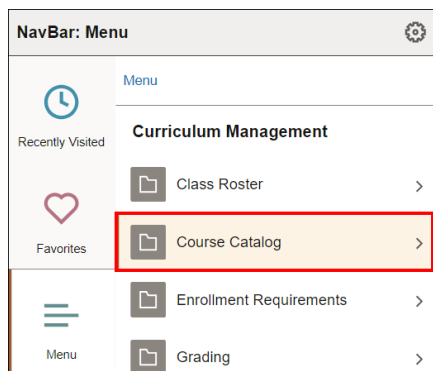 NavBar: Menu
Menu
Recently Visited
Curriculum Management
Class Roster
Favorites
Course Catalog
Enrollment Requirements
Menu
Grading